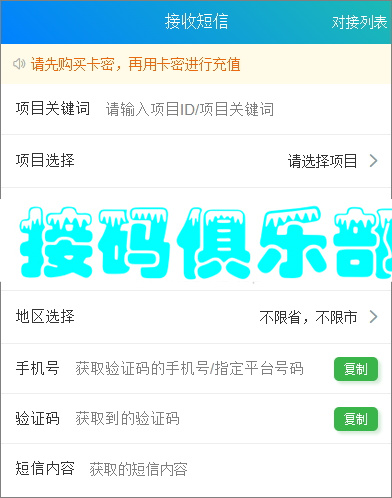 接收短信 对接列表
请先购买卡密，再用卡密进行充值
项目关键词 请输入项目ID/项目关键词
项目选择 请选择项目
接码俱乐部
地区选择 不限省，不限市
手机号 获取验证码的手机号/指定平台号码 复制
验证码 获取到的验证码 复制
短信内容 获取的短信内容